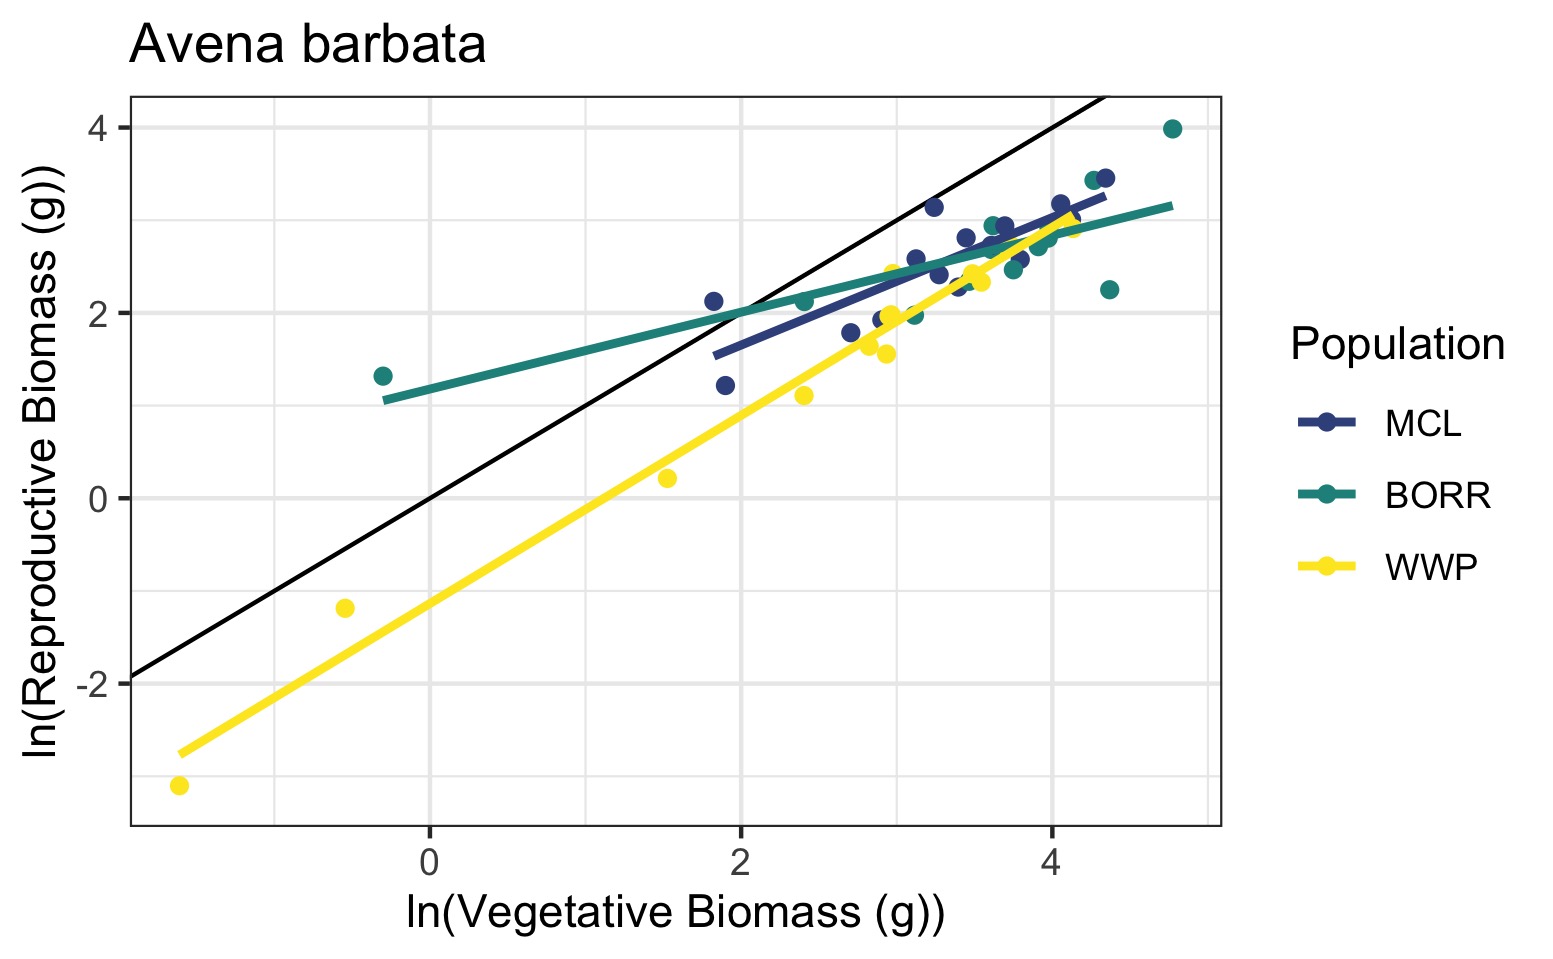 Avena barbata
ln(Reproductive Biomass (g))
4
2
0
-2
0 2 4
ln(Vegetative Biomass (g))
Population
MCL
BORR
WWP